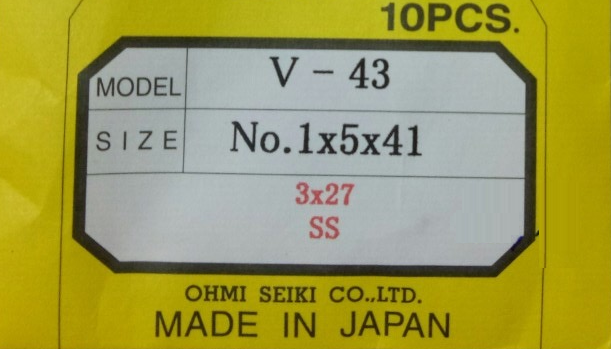 10PCS.
MODEL V - 43
SIZE No.1x5x41
3x27
SS
OHMI SEIKI CO.,LTD.
MADE IN JAPAN